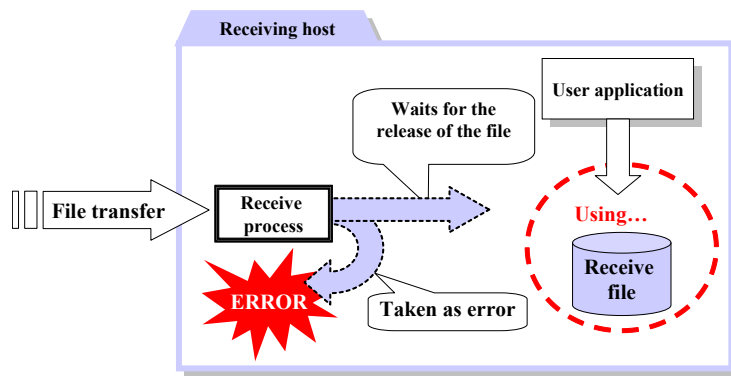 Receiving host
Waits for the
release of the file
User application
File transfer
Receive
process
Using…
Receive
file
ERROR
Taken as error